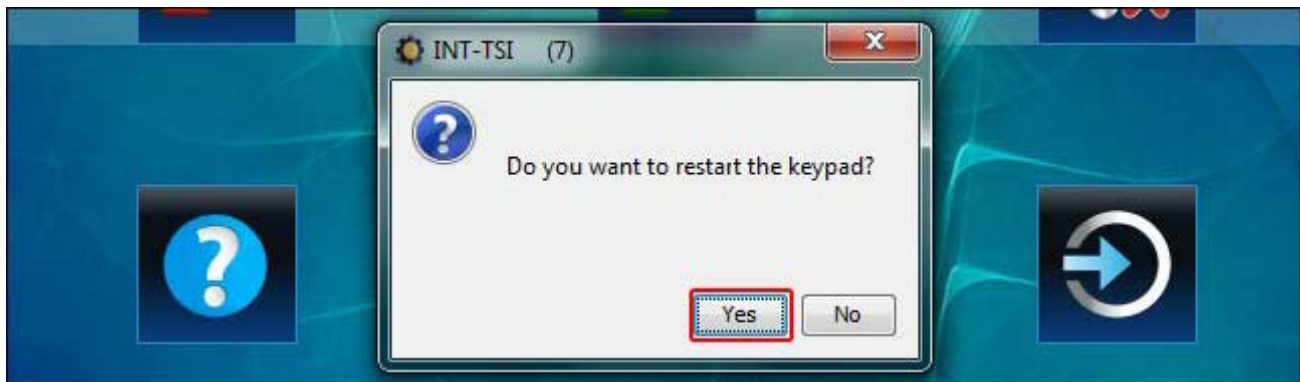 INT-TSI (7)
Do you want to restart the keypad?
Yes No